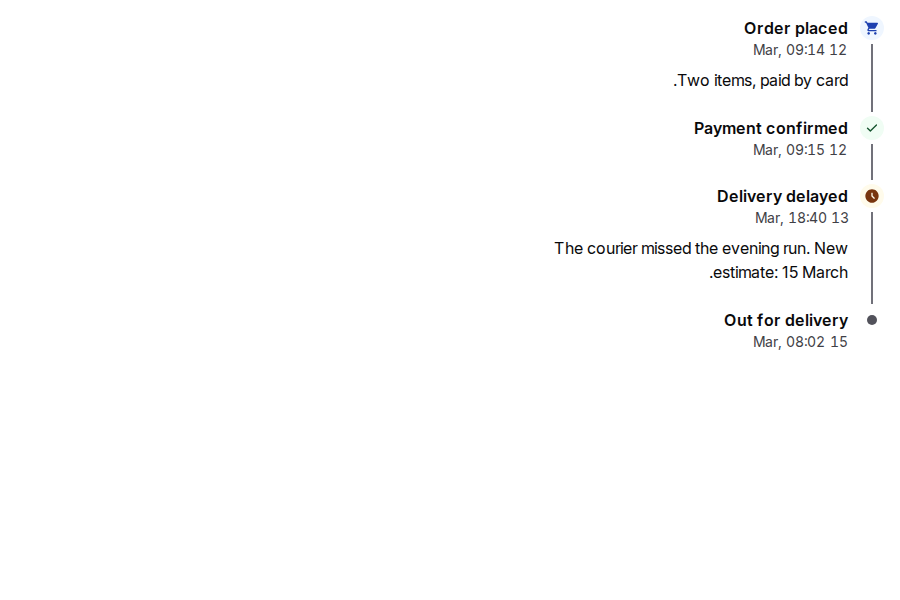 Order placed
Mar, 09:14 12
.Two items, paid by card
Payment confirmed
Mar, 09:15 12
Delivery delayed
Mar, 18:40 13
The courier missed the evening run. New
.estimate: 15 March
Out for delivery
Mar, 08:02 15